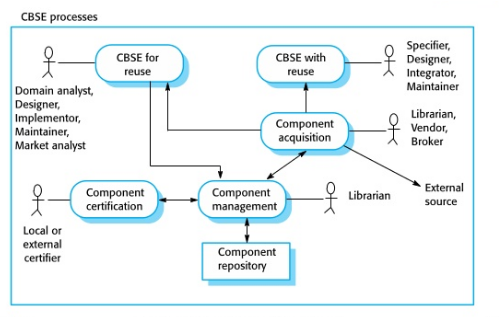 CBSE processes
CBSE for
reuse
CBSE with
reuse
Specifier,
Designer,
Integrator,
Maintainer
Domain analyst,
Designer,
Implementor,
Maintainer,
Market analyst
Component
acquisition
Librarian,
Vendor,
Broker
External
source
Component
certification
Component
management
Librarian
Local or
external
certifier
Component
repository